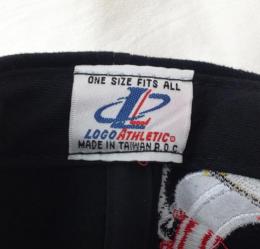 ONE SIZE FITS ALL
L
LOGO ATHLETIC©
MADE IN TAIWAN R.O.C.